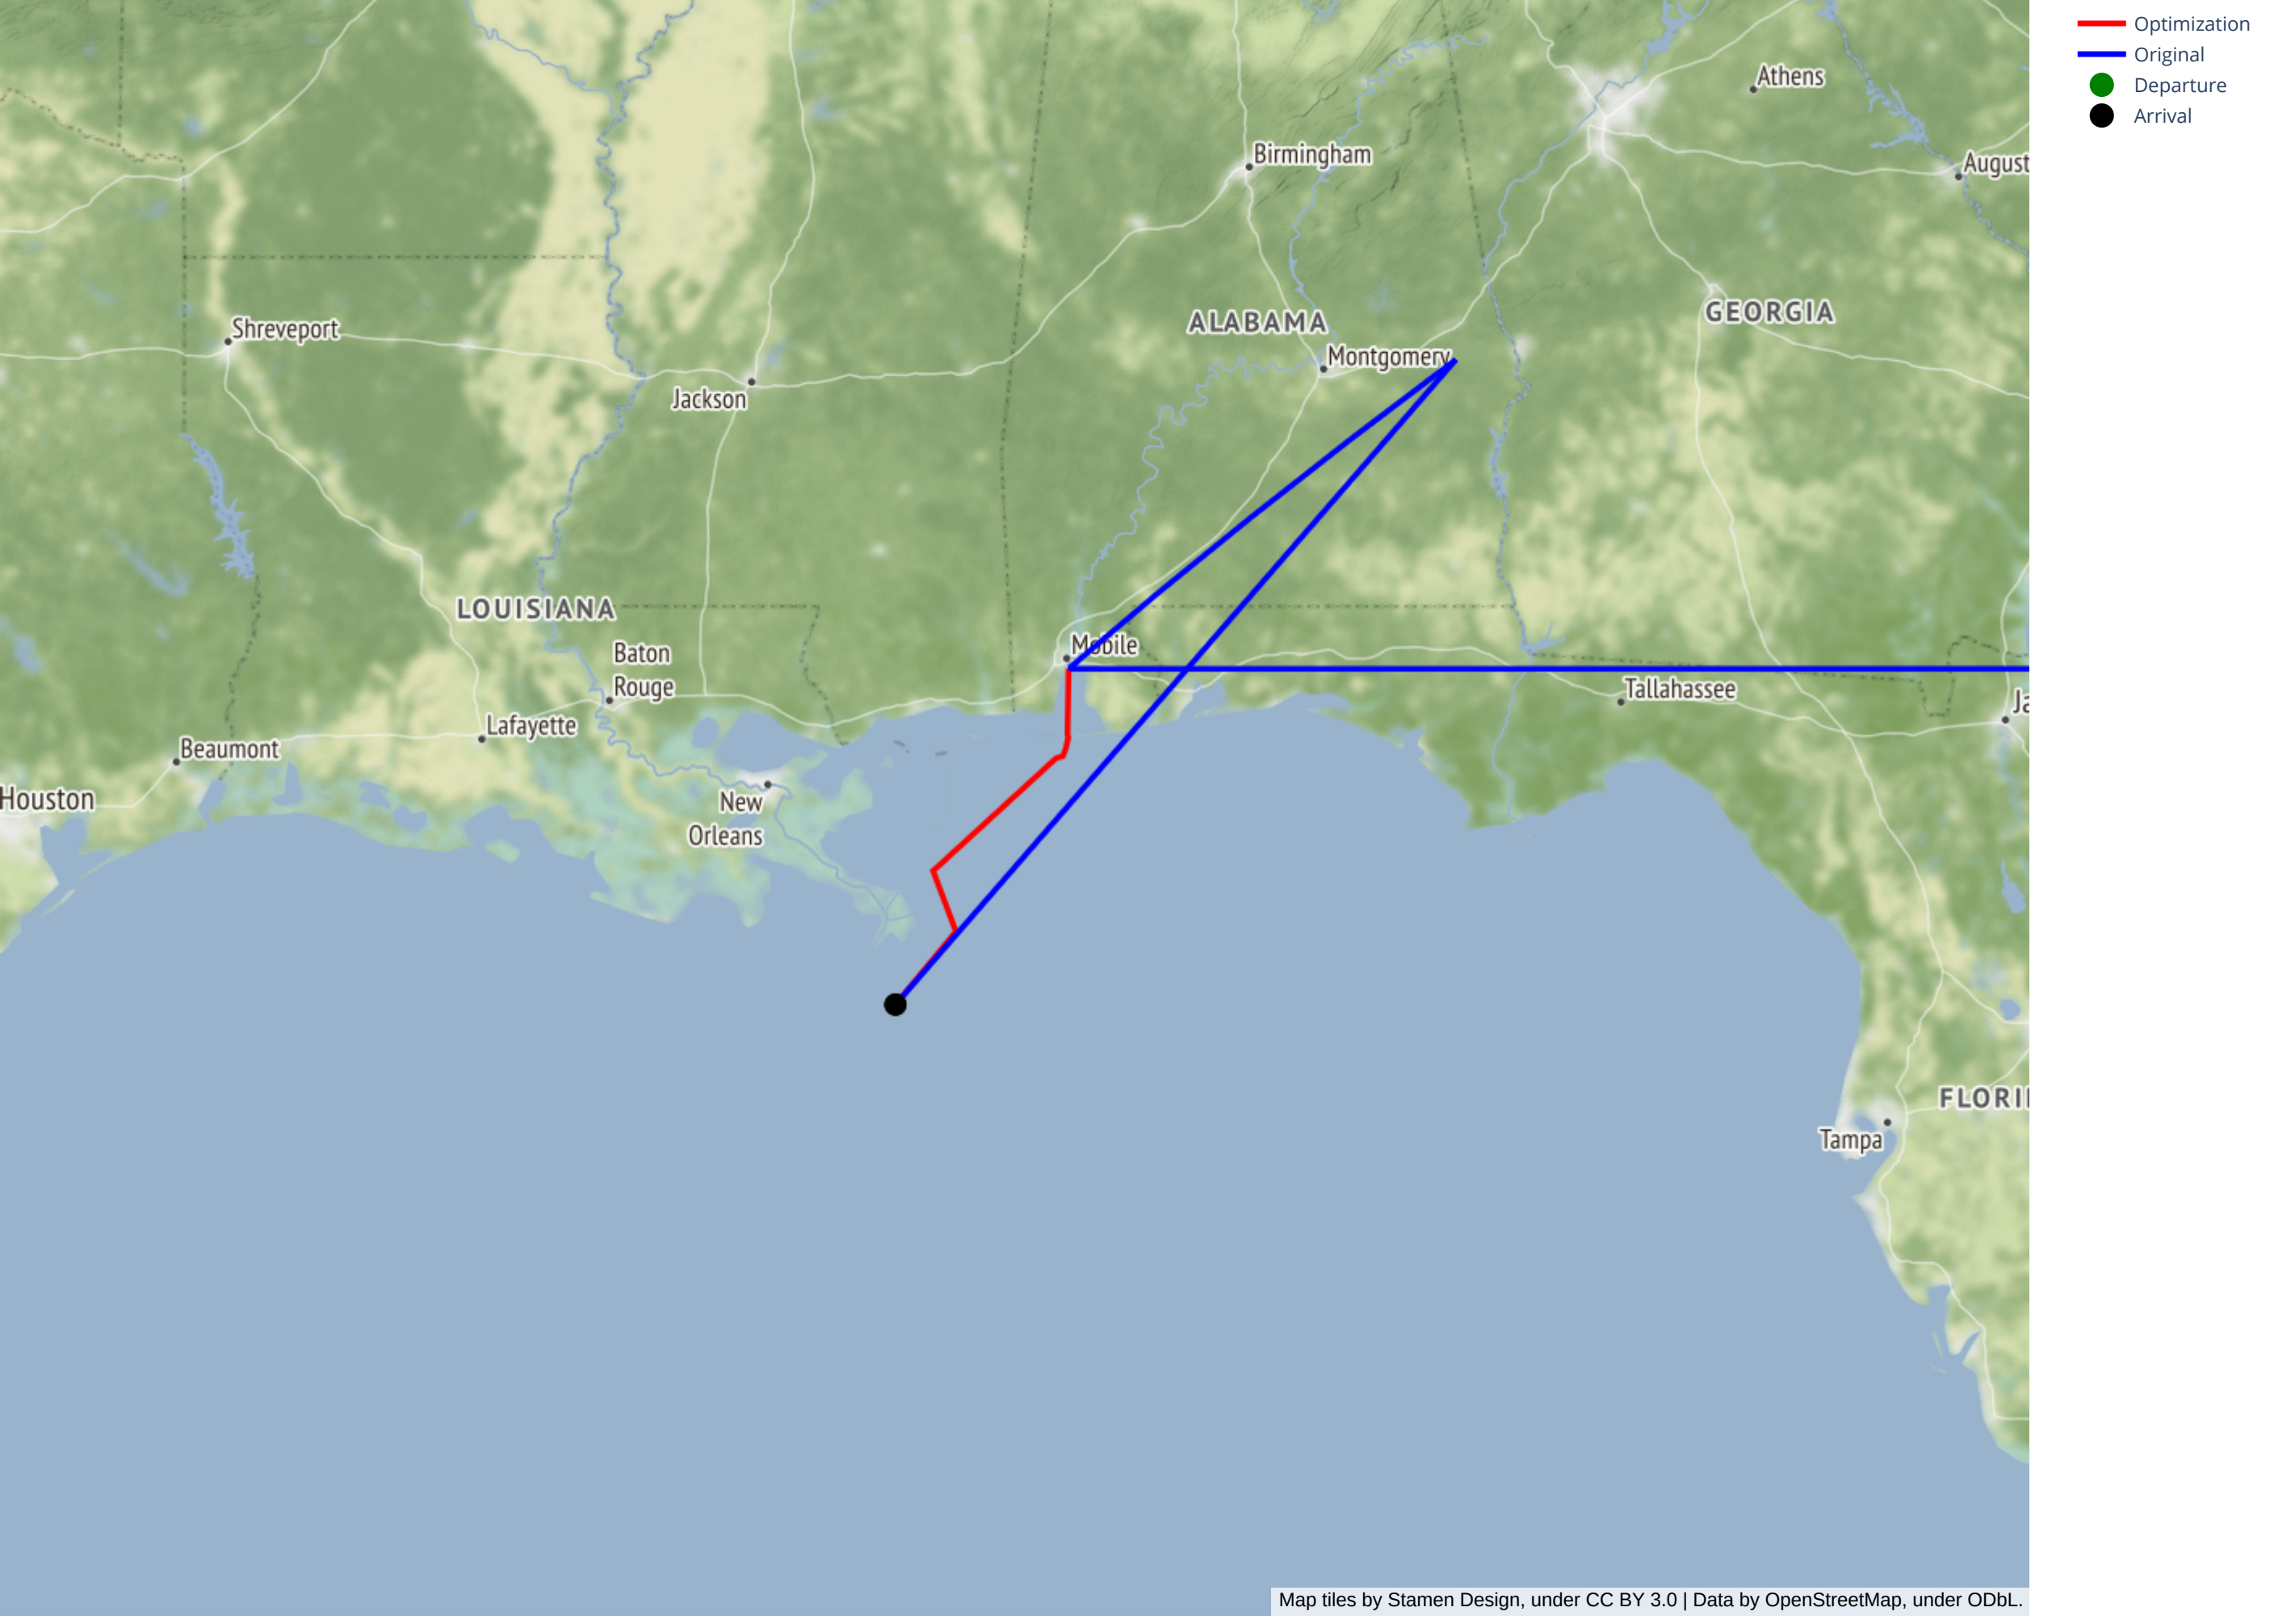 Optimization
Original
Departure
Arrival
Athens
Birmingham
August
GEORGIA
ALABAMA
Shreveport
Montgomery
Jackson
LOUISIANA
Mobile
Baton
Rouge
Tallahassee
Ja
Lafayette
Beaumont
Houston
New
Orleans
FLORI
Tampa
Map tiles by Stamen Design, under CC BY 3.0 | Data by OpenStreetMap, under ODbL.